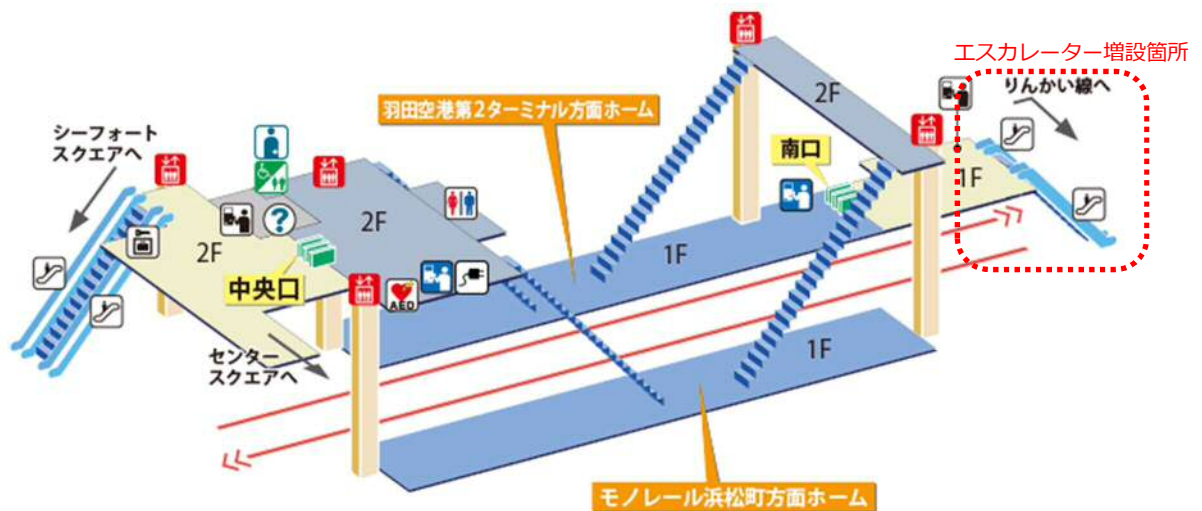 エスカレーター増設箇所
りんかい線へ
2F
羽田空港第2ターミナル方面ホーム
シーフォート
スクエアへ
南口
1F
2F
2F
1F
中央口
?
AED
センター
スクエアへ
1F
モノレール浜松町方面ホーム